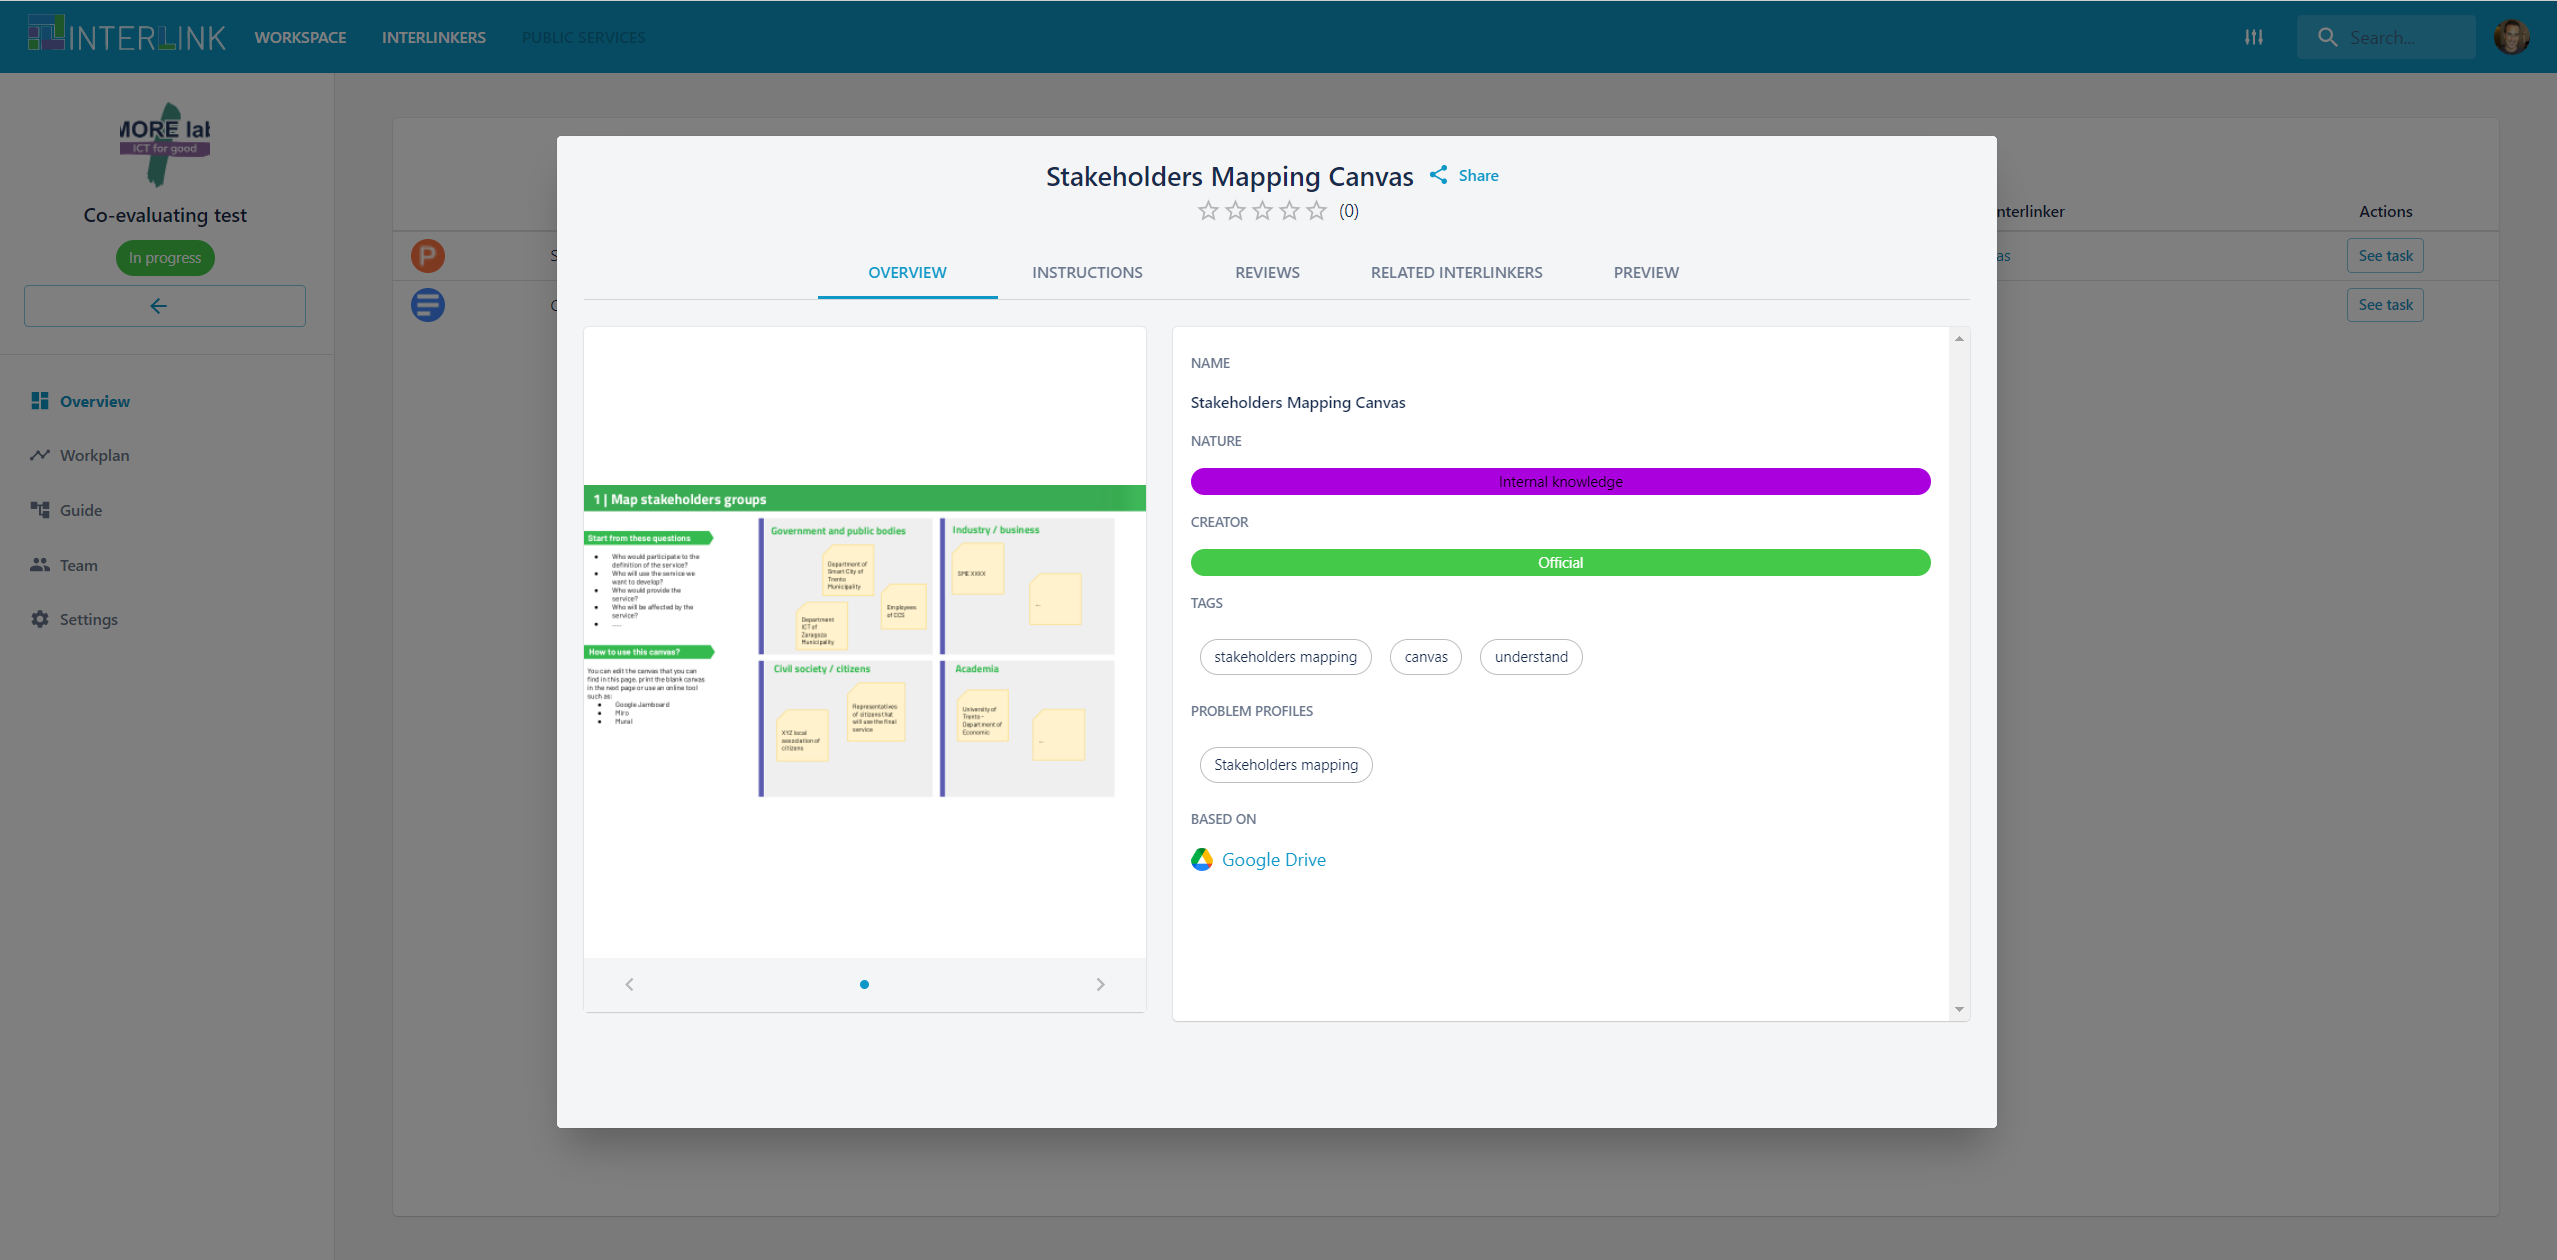 INTERLINK WORKSPACE INTERLINKERS PUBLIC SERVICES Search...
MORE lab
ICT for good
Co-evaluating test
In progress
Overview
Workplan
Guide
Team
Settings
nterlinker Actions
P S as See task
G See task
Stakeholders Mapping Canvas Share
(0)
OVERVIEW INSTRUCTIONS REVIEWS RELATED INTERLINKERS PREVIEW
1 | Map stakeholders groups
Start from these questions
Who would participate to the
definition of the service?
Who will use the service we
want to develop?
Who would provide the
service?
Who will be affected by the
service?
.....
How to use this canvas?
You can edit the canvas that you can
find in this page, print the blank canvas
in the next page or use an online tool
such as:
Google Jamboard
Miro
Mural
Government and public bodies
Department of
Smart City of
Trento
Municipality
Employees
of CCS
Department
ICT of
Zaragoza
Municipality
Industry / business
SME XXXX
...
Civil society / citizens
Representatives
of citizens that
will use the final
service
XYZ local
association of
citizens
Academia
University of
Trento -
Department of
Economic
...
NAME
Stakeholders Mapping Canvas
NATURE
Internal knowledge
CREATOR
Official
TAGS
stakeholders mapping canvas understand
PROBLEM PROFILES
Stakeholders mapping
BASED ON
Google Drive